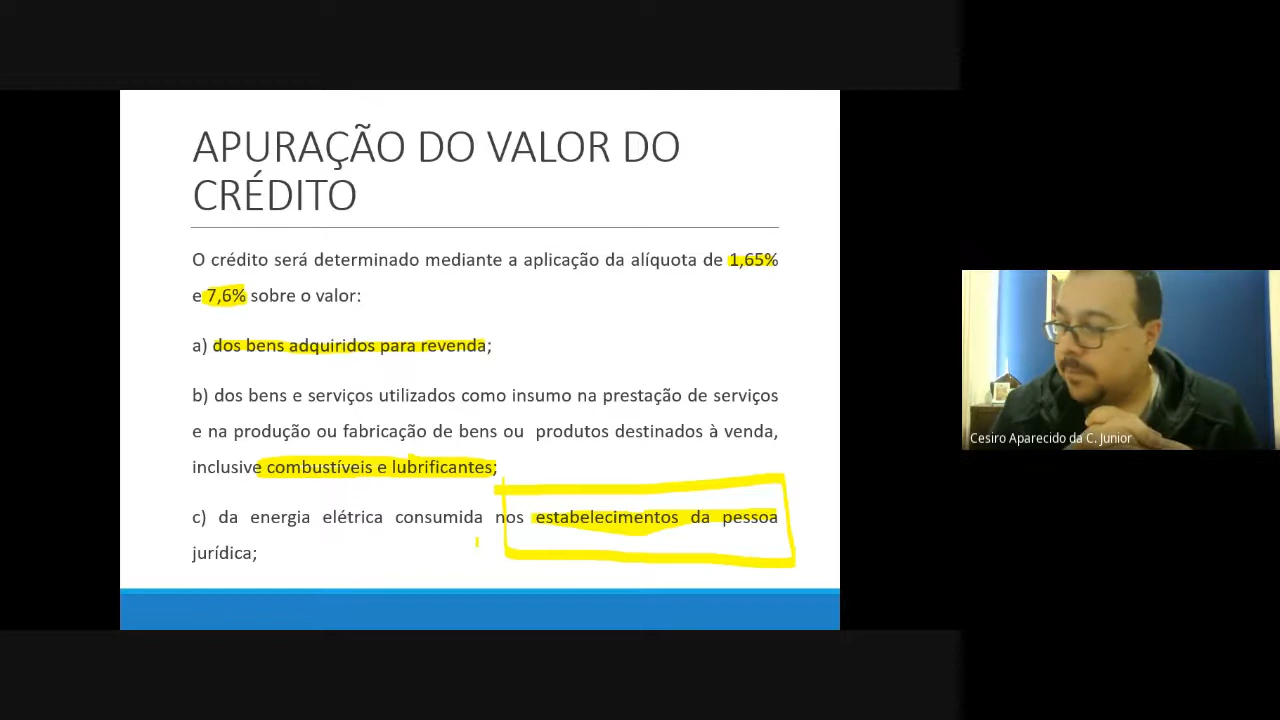 APURAÇÃO DO VALOR DO
CRÉDITO
O crédito será determinado mediante a aplicação da alíquota de 1,65%
e 7,6% sobre o valor:
a) dos bens adquiridos para revenda;
b) dos bens e serviços utilizados como insumo na prestação de serviços
e na produção ou fabricação de bens ou produtos destinados à venda,
inclusive combustíveis e lubrificantes;
c) da energia elétrica consumida nos estabelecimentos da pessoa
jurídica;
Cesiro Aparecido da C. Junior